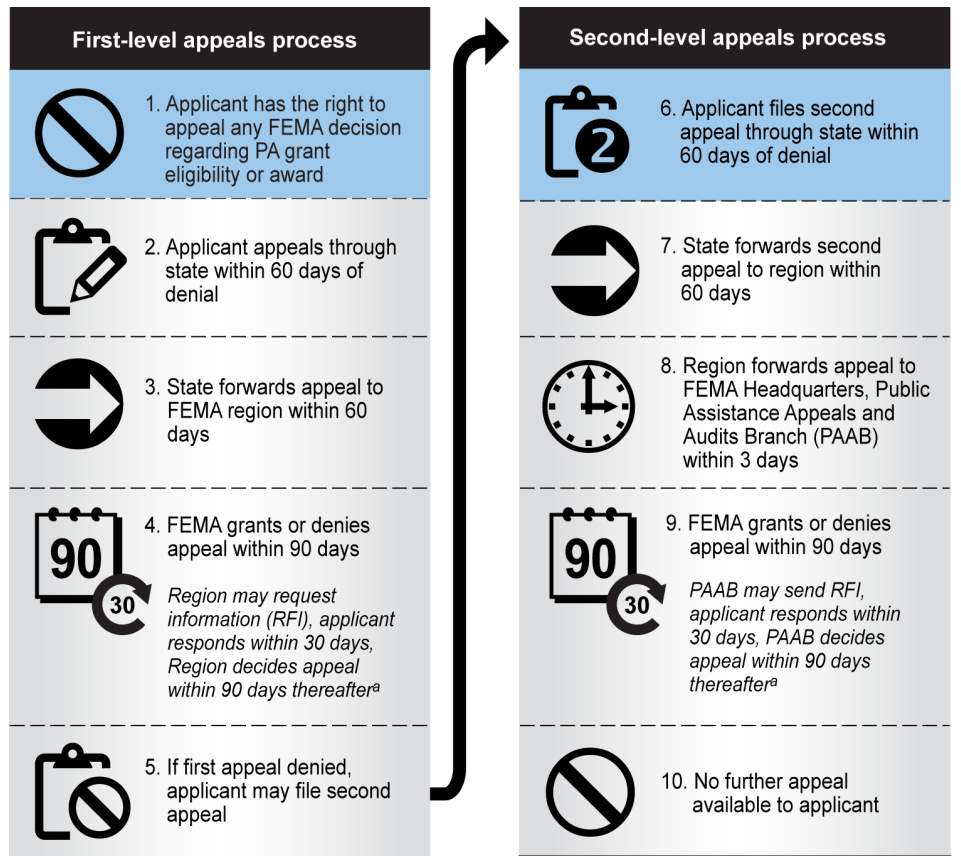 First-level appeals process
1. Applicant has the right to
appeal any FEMA decision
regarding PA grant
eligibility or award
2. Applicant appeals through
state within 60 days of
denial
3. State forwards appeal to
FEMA region within 60
days
90
30
4. FEMA grants or denies
appeal within 90 days
Region may request
information (RFI), applicant
responds within 30 days,
Region decides appeal
within 90 days thereafterᵃ
5. If first appeal denied,
applicant may file second
appeal
Second-level appeals process
2
6. Applicant files second
appeal through state within
60 days of denial
7. State forwards second
appeal to region within
60 days
8. Region forwards appeal to
FEMA Headquarters, Public
Assistance Appeals and
Audits Branch (PAAB)
within 3 days
90
30
9. FEMA grants or denies
appeal within 90 days
PAAB may send RFI,
applicant responds within
30 days, PAAB decides
appeal within 90 days
thereafterᵃ
10. No further appeal
available to applicant